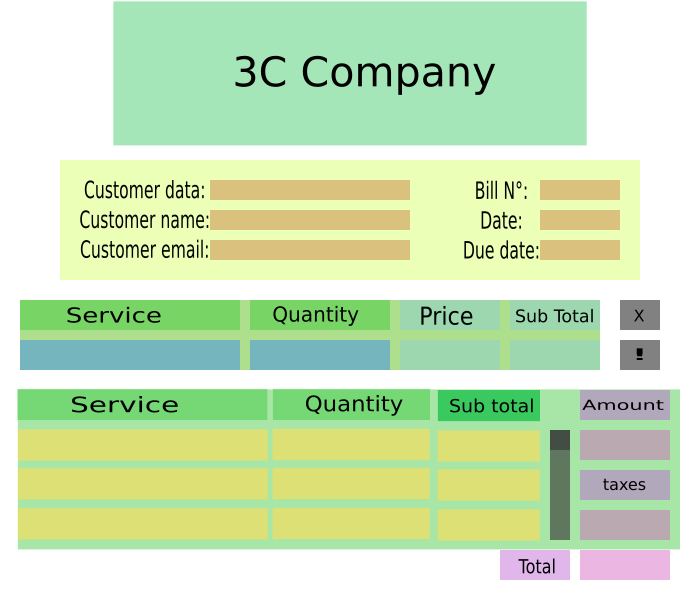 3C Company
Customer data: Bill N°:
Customer name: Date:
Customer email: Due date:
Service Quantity Price Sub Total X
!
Service Quantity Sub total Amount
taxes
Total